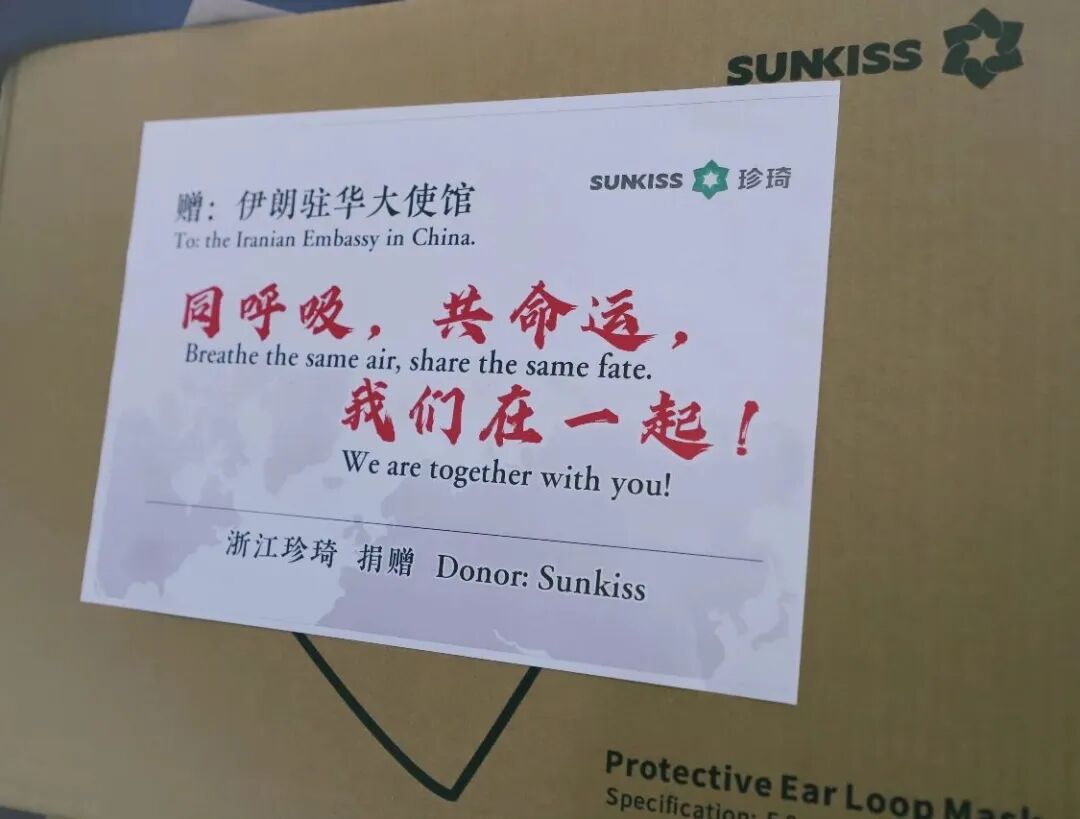 SUNKISS
SUNKISS 珍琦
赠：伊朗驻华大使馆
To: the Iranian Embassy in China.
同呼吸，共命运，
Breathe the same air, share the same fate.
我们在一起！
We are together with you!
浙江珍琦 捐赠 Donor: Sunkiss
Protective Ear Loop Mask
Specification: